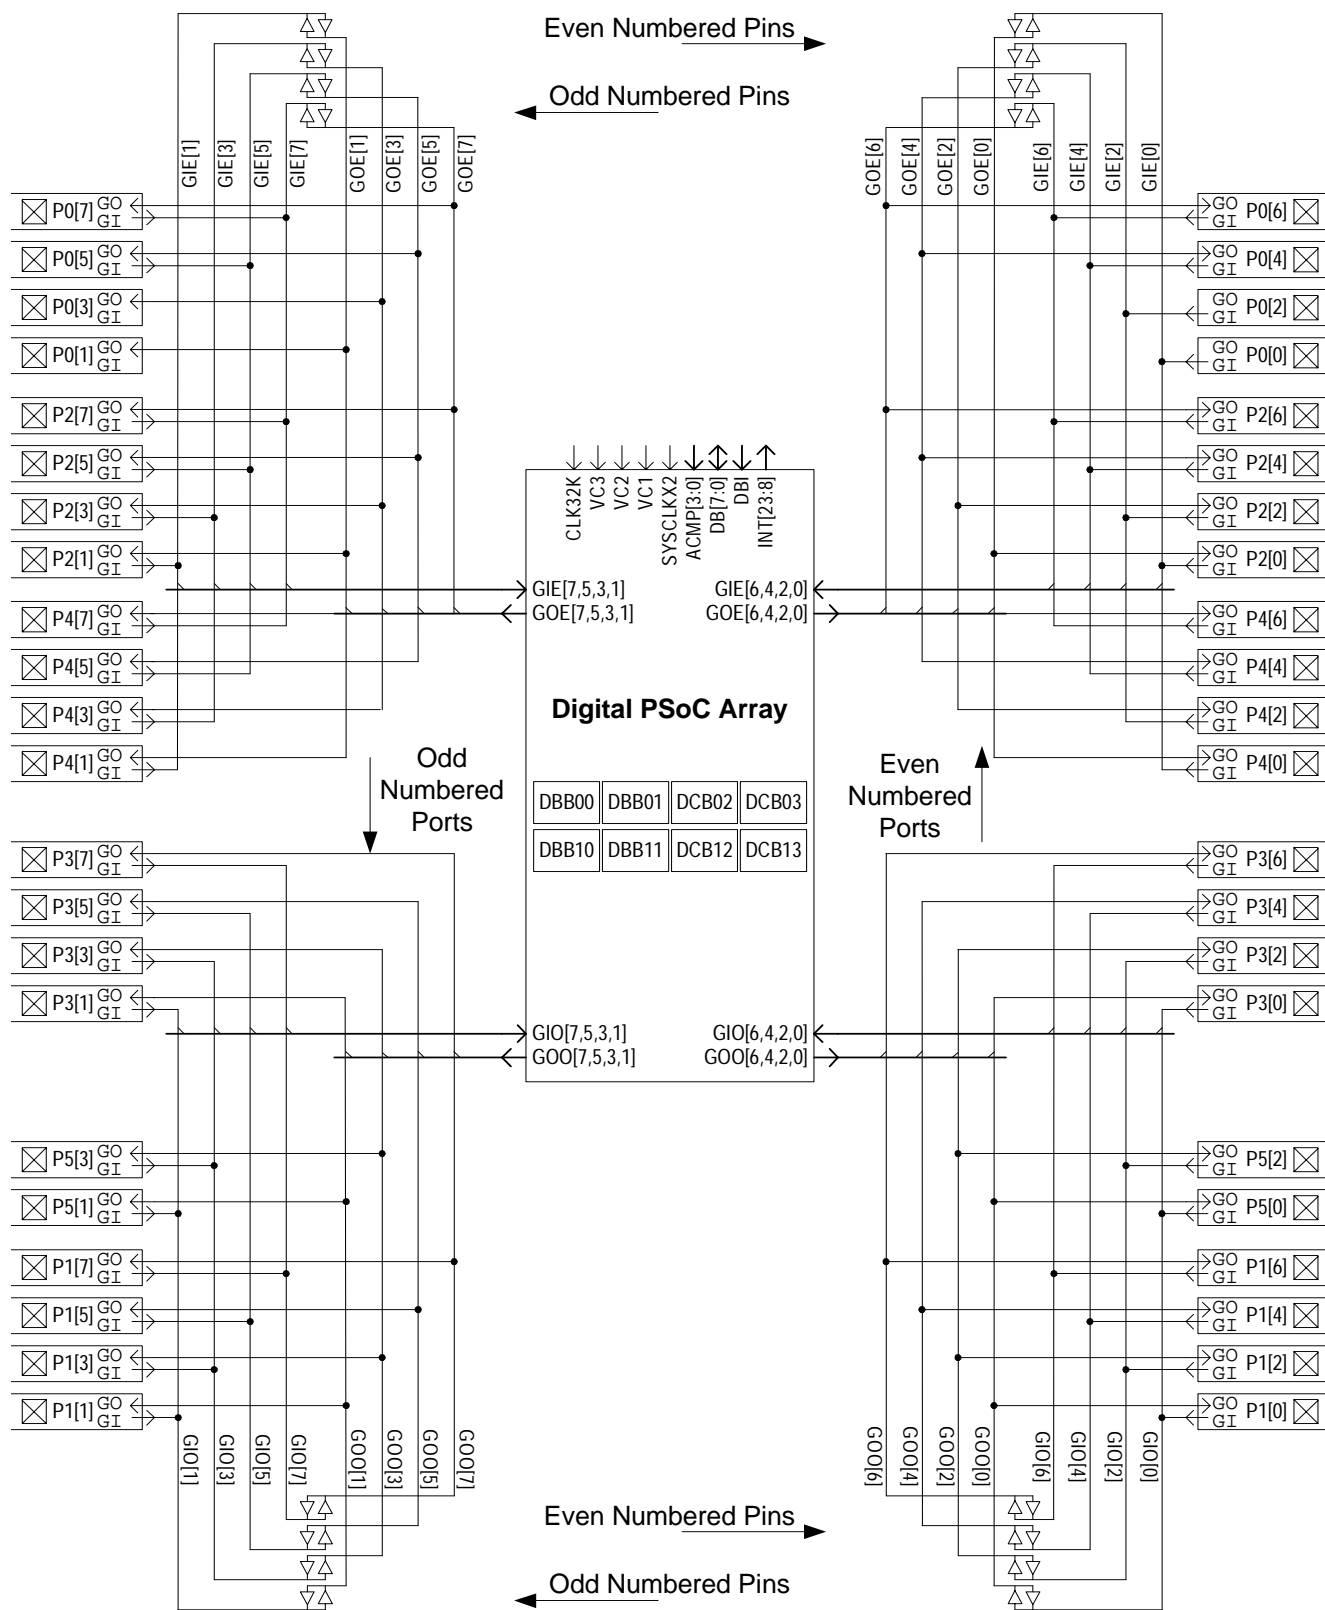 Even Numbered Pins
Odd Numbered Pins
GIE[1]
GIE[3]
GIE[5]
GIE[7]
GOE[1]
GOE[3]
GOE[5]
GOE[7]
GOE[6]
GOE[4]
GOE[2]
GOE[0]
GIE[6]
GIE[4]
GIE[2]
GIE[0]
P0[7] GO GI
P0[5] GO GI
P0[3] GO GI
P0[1] GO GI
P2[7] GO GI
P2[5] GO GI
P2[3] GO GI
P2[1] GO GI
P4[7] GO GI
P4[5] GO GI
P4[3] GO GI
P4[1] GO GI
GO GI P0[6]
GO GI P0[4]
GO GI P0[2]
GO GI P0[0]
GO GI P2[6]
GO GI P2[4]
GO GI P2[2]
GO GI P2[0]
GO GI P4[6]
GO GI P4[4]
GO GI P4[2]
GO GI P4[0]
CLK32K
VC3
VC2
VC1
SYSCLKX2
ACMP[3:0]
DB[7:0]
DBI
INT[23:8]
GIE[7,5,3,1]
GOE[7,5,3,1]
GIE[6,4,2,0]
GOE[6,4,2,0]
Digital PSoC Array
Odd
Numbered
Ports
Even
Numbered
Ports
DBB00 DBB01 DCB02 DCB03
DBB10 DBB11 DCB12 DCB13
P3[7] GO GI
P3[5] GO GI
P3[3] GO GI
P3[1] GO GI
GO GI P3[6]
GO GI P3[4]
GO GI P3[2]
GO GI P3[0]
GIO[7,5,3,1]
GOO[7,5,3,1]
GIO[6,4,2,0]
GOO[6,4,2,0]
P5[3] GO GI
P5[1] GO GI
P1[7] GO GI
P1[5] GO GI
P1[3] GO GI
P1[1] GO GI
GO GI P5[2]
GO GI P5[0]
GO GI P1[6]
GO GI P1[4]
GO GI P1[2]
GO GI P1[0]
GIO[1]
GIO[3]
GIO[5]
GIO[7]
GOO[1]
GOO[3]
GOO[5]
GOO[7]
GOO[6]
GOO[4]
GOO[2]
GOO[0]
GIO[6]
GIO[4]
GIO[2]
GIO[0]
Even Numbered Pins
Odd Numbered Pins